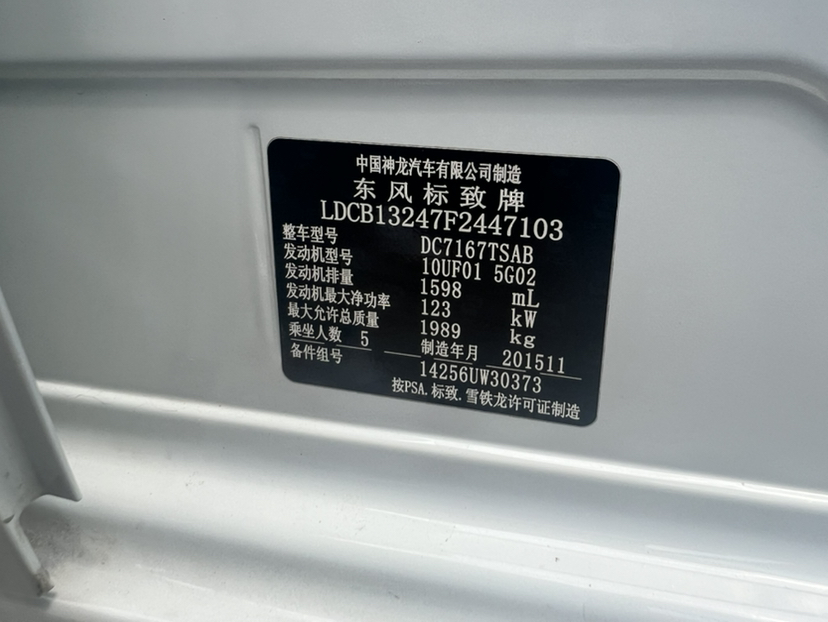 中国神龙汽车有限公司制造
东风标致牌
LDCB13247F2447103
整车型号 DC7167TSAB
发动机型号 10UF01 5G02
发动机排量 1598 mL
发动机最大净功率 123 kW
最大允许总质量 1989 kg
乘坐人数 5 制造年月 201511
备件组号 14256UW30373
按PSA.标致.雪铁龙许可证制造